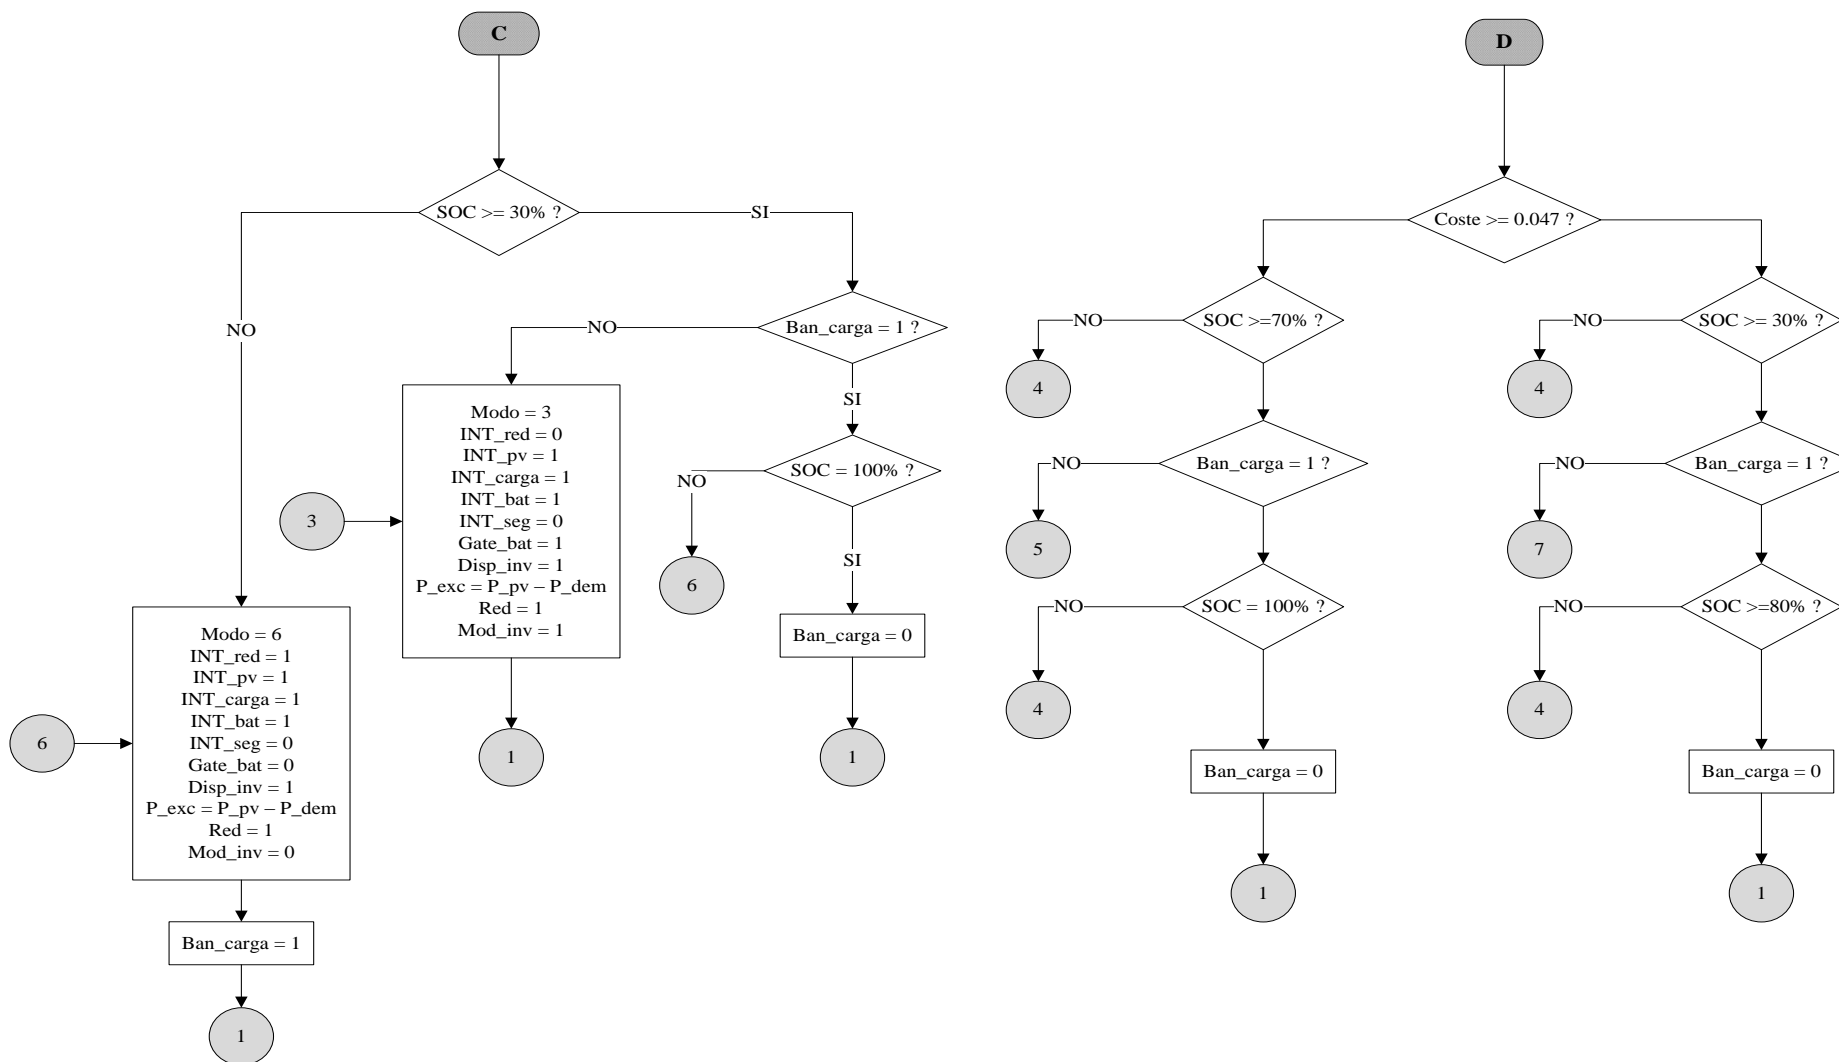 C
SOC >= 30% ?
SI
NO
Ban_carga = 1 ?
NO
SI
Modo = 3
INT_red = 0
INT_pv = 1
INT_carga = 1
INT_bat = 1
INT_seg = 0
Gate_bat = 1
Disp_inv = 1
P_exc = P_pv – P_dem
Red = 1
Mod_inv = 1
3
SOC = 100% ?
NO
6
SI
Ban_carga = 0
1
1
Modo = 6
INT_red = 1
INT_pv = 1
INT_carga = 1
INT_bat = 1
INT_seg = 0
Gate_bat = 0
Disp_inv = 1
P_exc = P_pv – P_dem
Red = 1
Mod_inv = 0
6
Ban_carga = 1
1
D
Coste >= 0.047 ?
SOC >=70% ?
NO
4
Ban_carga = 1 ?
NO
5
SOC = 100% ?
NO
4
Ban_carga = 0
1
SOC >= 30% ?
NO
4
Ban_carga = 1 ?
NO
7
SOC >=80% ?
NO
4
Ban_carga = 0
1